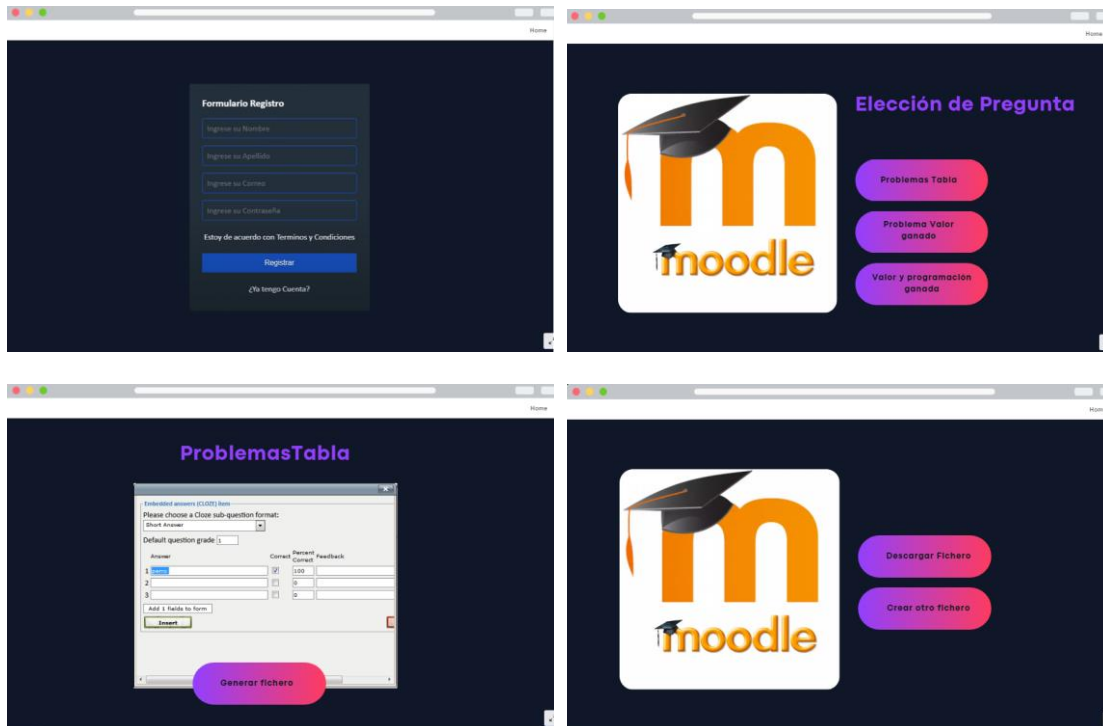 Home
Formulario Registro
Ingrese su Nombre
Ingrese su Apellido
Ingrese su Correo
Ingrese su Contraseña
Estoy de acuerdo con Terminos y Condiciones
Registrar
¿Ya tengo Cuenta?
Home
Elección de Pregunta
moodle
Problemas Tabla
Problema Valor
ganado
Valor y programación
ganada
Home
ProblemasTabla
Embedded answers (CLOZE) item
Please choose a Cloze sub-question format:
Short Answer
Default question grade 1
Answer Correct Percent Correct Feedback
1 100
2 0
3 0
Add 1 fields to form
Insert
Generar fichero
Hom
moodle
Descargar Fichero
Crear otro fichero